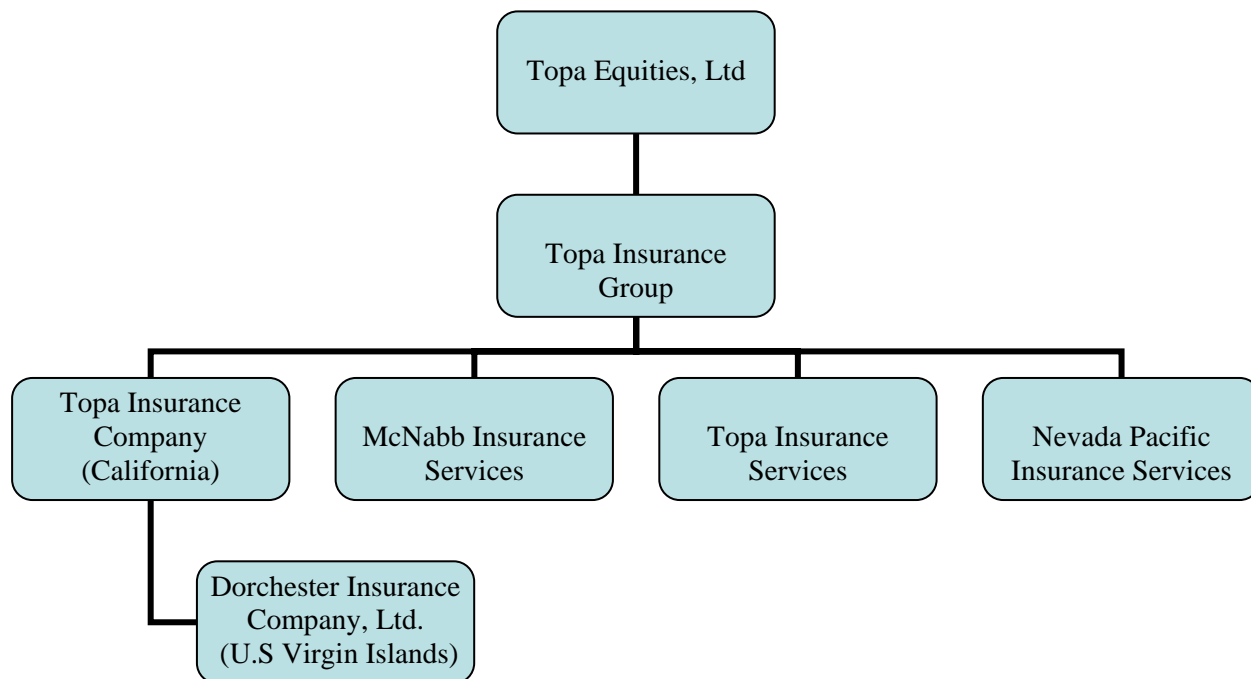 Topa Equities, Ltd
Topa Insurance
Group
Topa Insurance
Company
(California)
McNabb Insurance
Services
Topa Insurance
Services
Nevada Pacific
Insurance Services
Dorchester Insurance
Company, Ltd.
(U.S Virgin Islands)